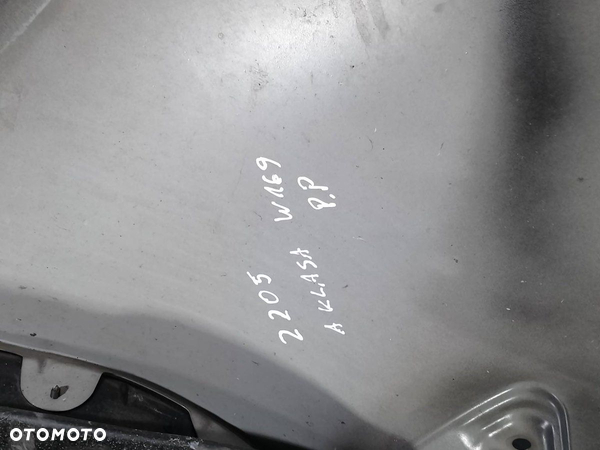 2205 W169
A KLASA P.P
OTOMOTO